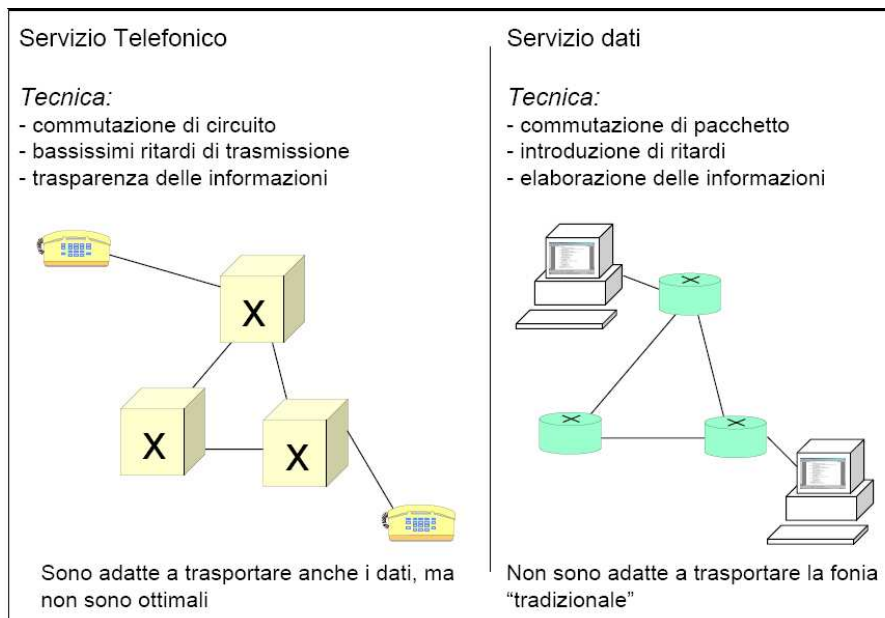 Servizio Telefonico
Tecnica:
- commutazione di circuito
- bassissimi ritardi di trasmissione
- trasparenza delle informazioni
X
X
X
Sono adatte a trasportare anche i dati, ma
non sono ottimali
Servizio dati
Tecnica:
- commutazione di pacchetto
- introduzione di ritardi
- elaborazione delle informazioni
Non sono adatte a trasportare la fonia
“tradizionale”